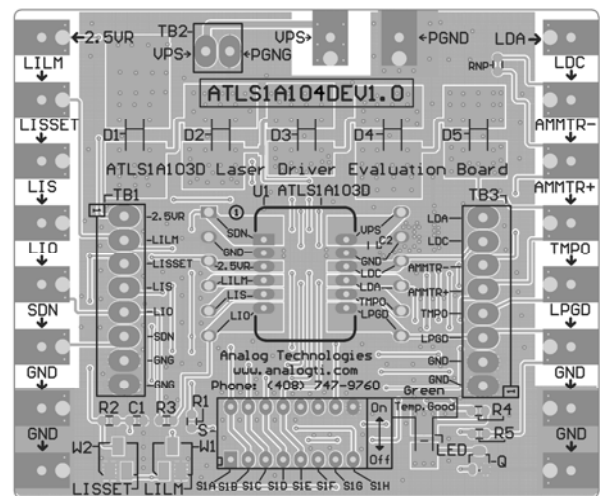 ←2.5VR
TB2
VPS→
←PGNG
VPS→
←PGND
LDA→
LILM
RNP
LDC
ATLS1A104DEV1.0
LISSET
D1
D2
D3
D4
D5
AMMTR-
ATLS1A103D Laser Driver Evaluation Board
LIS
U1 ATLS1A103D
AMMTR+
1
TB1
TB3
2.5VR
1
SDN
VPS
LDA
LILM
GND
C2
LDC
LIO
LISSET
2.5VR
GND
LDC
AMMTR-
TMPO
LIS
LILM
LDA
AMMTR+
LIS
TMPO
LIO
LIO
LPGD
TMPO
SDN
SDN
LPGD
LPGD
GNG
Analog Technologies
GND
GND
www.analogti.com
GND
GNG
Phone: (408) 747-9760
GND
1
Green
R2
C1
R3
R1
On
Temp.Good
R4
GND
S
R5
GND
W2
W1
Off
LED
Q
LISSET
LILM
S1A
S1B
S1C
S1D
S1E
S1F
S1G
S1H